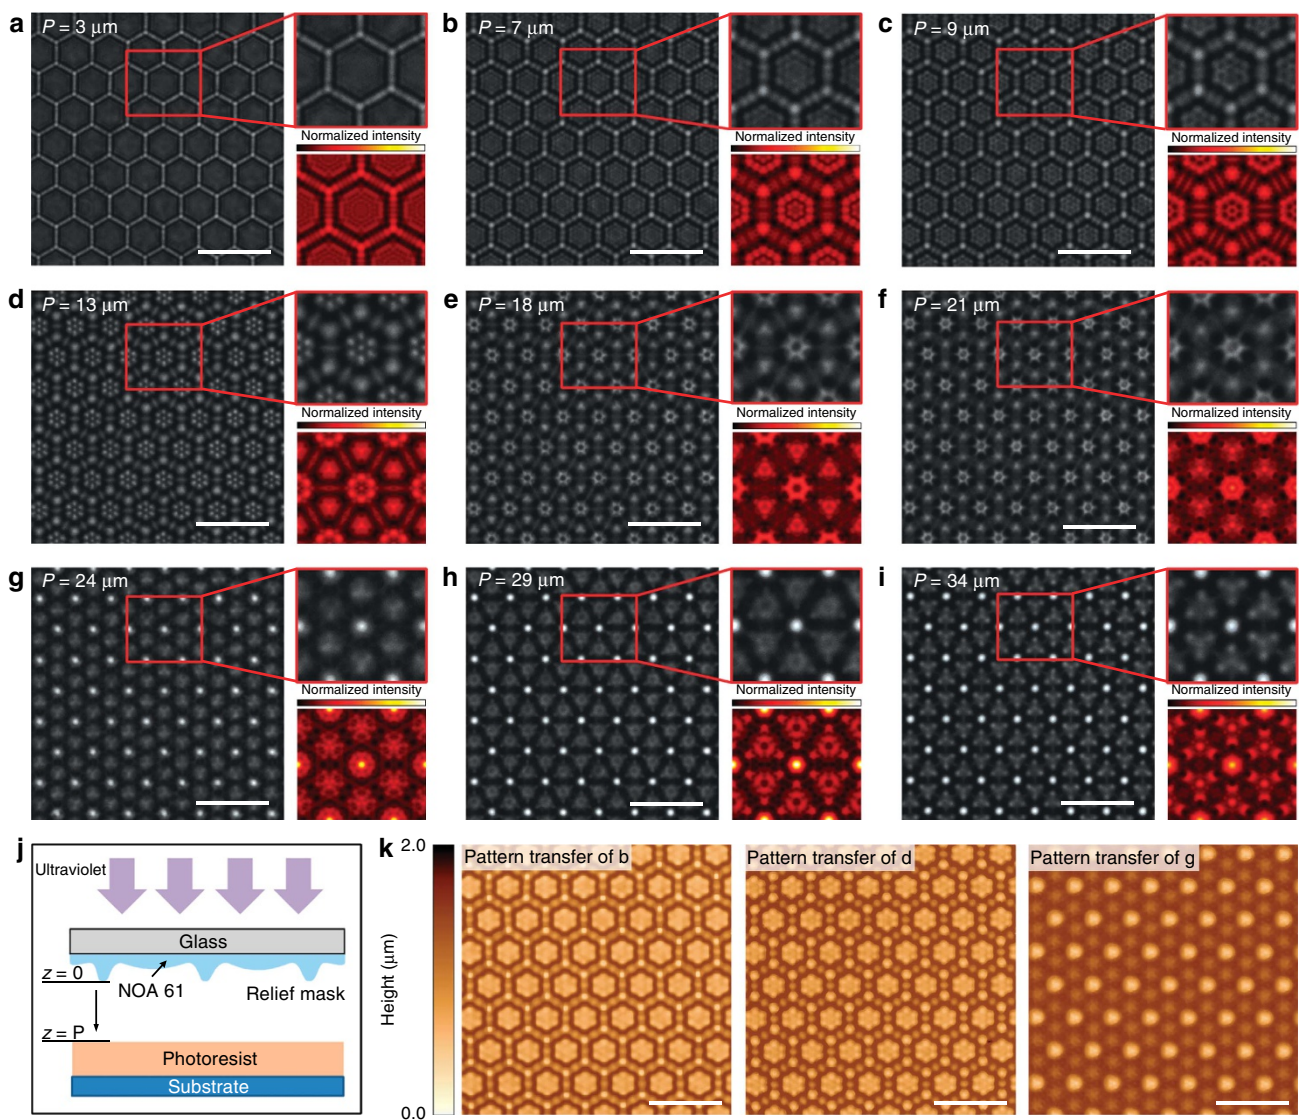 a
P = 3 μm
Normalized intensity
b
P = 7 μm
Normalized intensity
c
P = 9 μm
Normalized intensity
d
P = 13 μm
Normalized intensity
e
P = 18 μm
Normalized intensity
f
P = 21 μm
Normalized intensity
g
P = 24 μm
Normalized intensity
h
P = 29 μm
Normalized intensity
i
P = 34 μm
Normalized intensity
j
Ultraviolet
Glass
z = 0
NOA 61
Relief mask
z = P
Photoresist
Substrate
k
2.0
Height (μm)
0.0
Pattern transfer of b
Pattern transfer of d
Pattern transfer of g